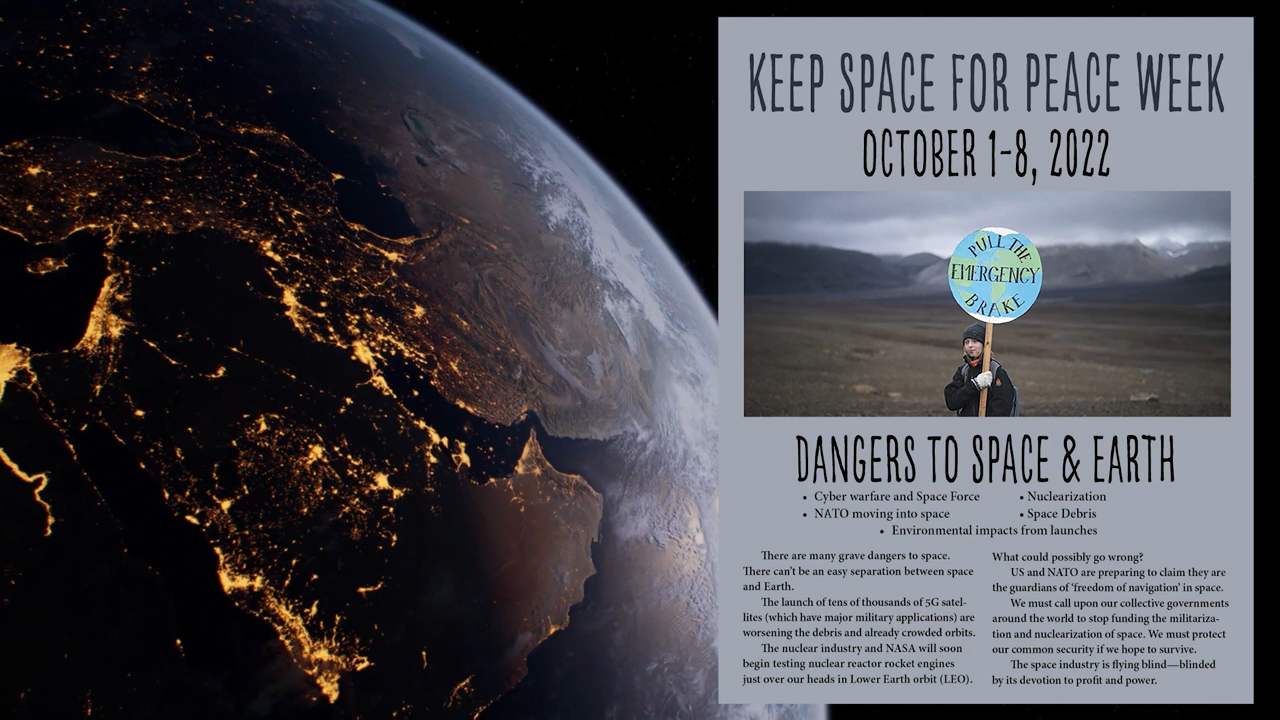 KEEP SPACE FOR PEACE WEEK
OCTOBER 1-8, 2022
PULL THE
EMERGENCY
BRAKE
DANGERS TO SPACE & EARTH
• Cyber warfare and Space Force
• NATO moving into space
• Nuclearization
• Space Debris
• Environmental impacts from launches
There are many grave dangers to space.
There can't be an easy separation between space
and Earth.
The launch of tens of thousands of 5G satel-
lites (which have major military applications) are
worsening the debris and already crowded orbits.
The nuclear industry and NASA will soon
begin testing nuclear reactor rocket engines
just over our heads in Lower Earth orbit (LEO).
What could possibly go wrong?
US and NATO are preparing to claim they are
the guardians of 'freedom of navigation' in space.
We must call upon our collective governments
around the world to stop funding the militariza-
tion and nuclearization of space. We must protect
our common security if we hope to survive.
The space industry is flying blind—blinded
by its devotion to profit and power.